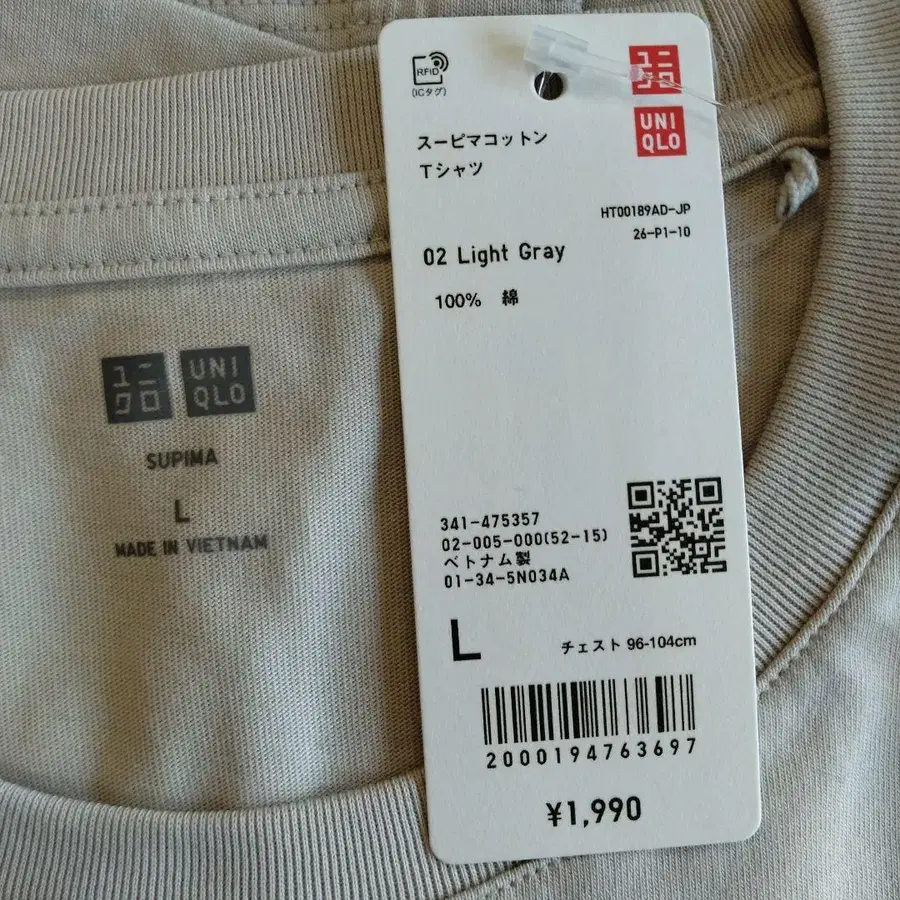 RFID
(ICタグ)
ユニ
クロ
UNI
QLO
スーピマコットン
Tシャツ
HT00189AD-JP
26-P1-10
02 Light Gray
100% 綿
341-475357
02-005-000(52-15)
ベトナム製
01-34-5N034A
L
チェスト 96-104cm
2000194763697
¥1,990
ユニ
クロ
UNI
QLO
SUPIMA
L
MADE IN VIETNAM